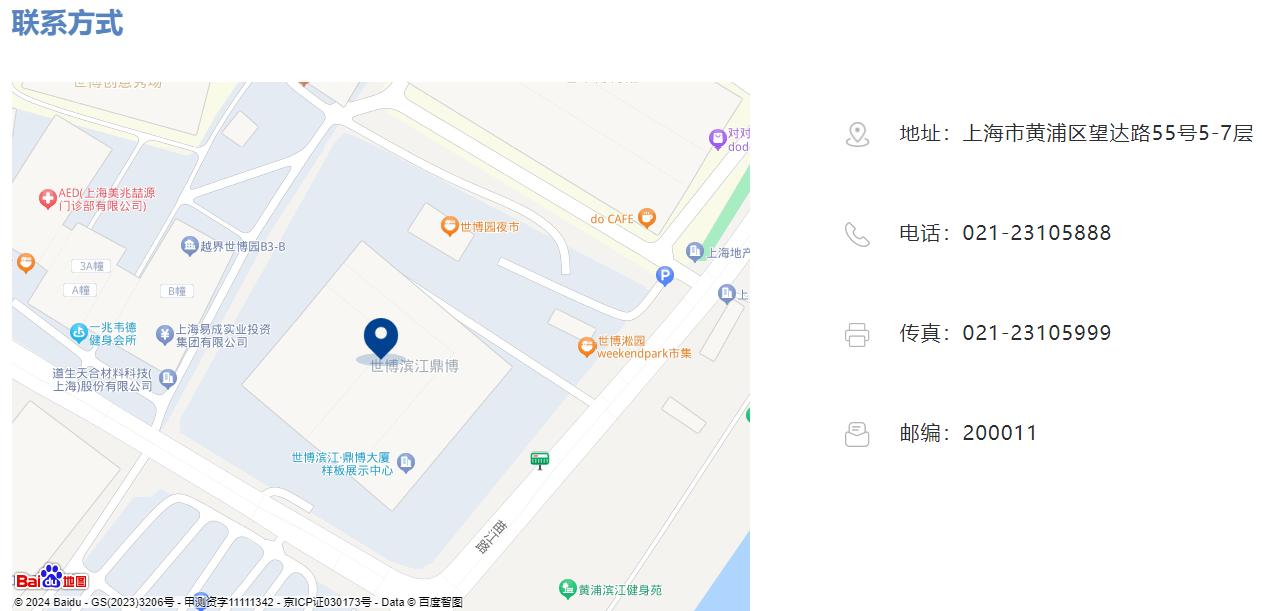 联系方式
对对
dod
AED(上海美兆喆源
门诊部有限公司)
do CAFE
世博园夜市
越界世博园B3-B
上海地产
3A幢
A幢
B幢
上
一兆韦德
健身会所
上海易成实业投资
集团有限公司
世博淞园
weekendpark市集
世博滨江鼎博
道生天合材料科技(
上海)股份有限公司
世博滨江·鼎博大厦
样板展示中心
苗江路
黄浦滨江健身苑
P
Bai du 地图
© 2024 Baidu - GS(2023)3206号 - 甲测资字11111342 - 京ICP证030173号 - Data © 百度智图
地址：上海市黄浦区望达路55号5-7层
电话：021-23105888
传真：021-23105999
邮编：200011